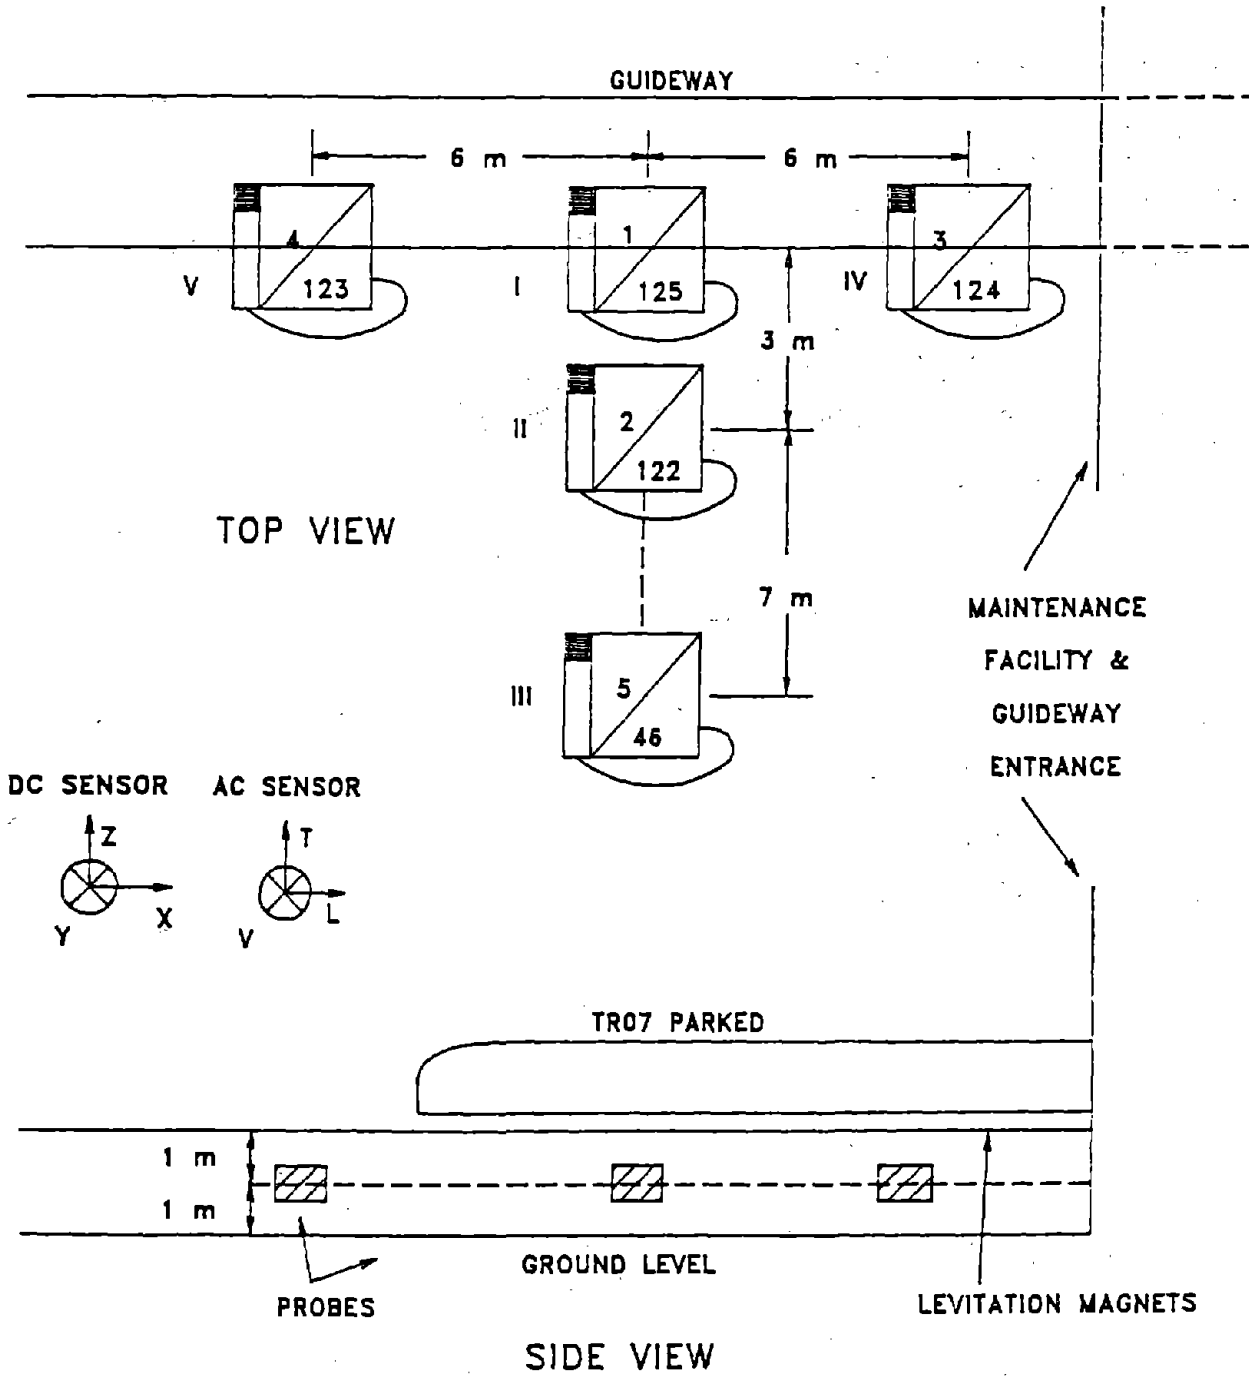 GUIDEWAY
6 m
6 m
4
123
V
1
125
I
3
124
IV
3 m
2
122
II
TOP VIEW
7 m
5
46
III
MAINTENANCE
FACILITY &
GUIDEWAY
ENTRANCE
DC SENSOR
AC SENSOR
Z
X
Y
T
L
V
TR07 PARKED
1 m
1 m
GROUND LEVEL
PROBES
LEVITATION MAGNETS
SIDE VIEW